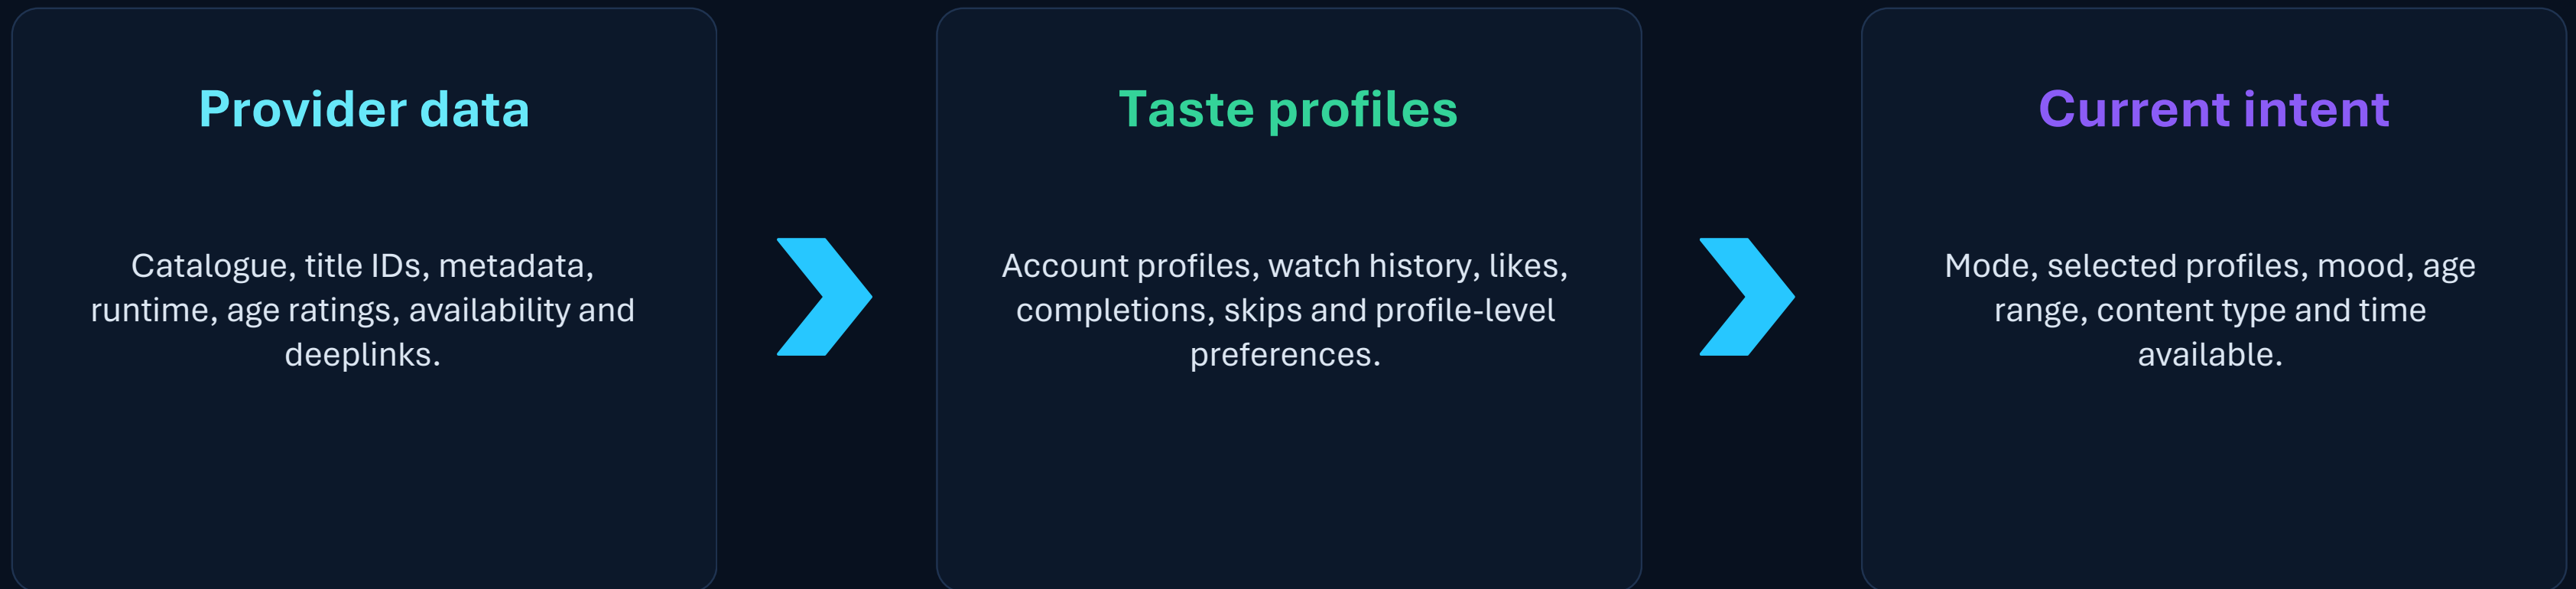 Provider data
Catalogue, title IDs, metadata,
runtime, age ratings, availability and
deeplinks.
Taste profiles
Account profiles, watch history, likes,
completions, skips and profile-level
preferences.
Current intent
Mode, selected profiles, mood, age
range, content type and time
available.